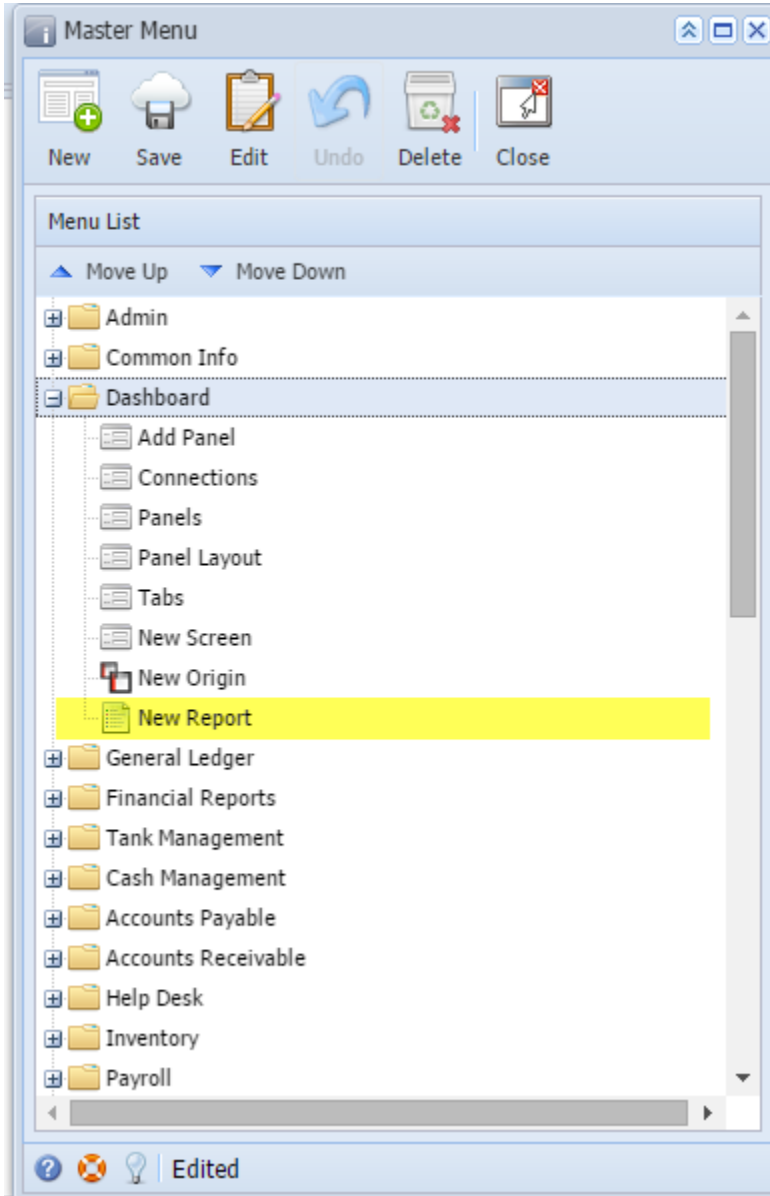 Master Menu
New Save Edit Undo Delete Close
Menu List
Move Up Move Down
Admin
Common Info
Dashboard
Add Panel
Connections
Panels
Panel Layout
Tabs
New Screen
New Origin
New Report
General Ledger
Financial Reports
Tank Management
Cash Management
Accounts Payable
Accounts Receivable
Help Desk
Inventory
Payroll
Edited